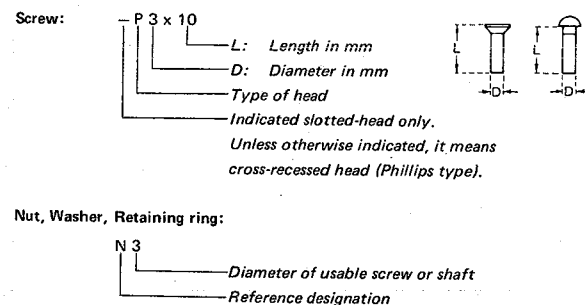 Screw:
– P 3 x 10
L: Length in mm
D: Diameter in mm
Type of head
Indicated slotted-head only.
Unless otherwise indicated, it means
cross-recessed head (Phillips type).
L
D
L
D
Nut, Washer, Retaining ring:
N 3
Diameter of usable screw or shaft
Reference designation